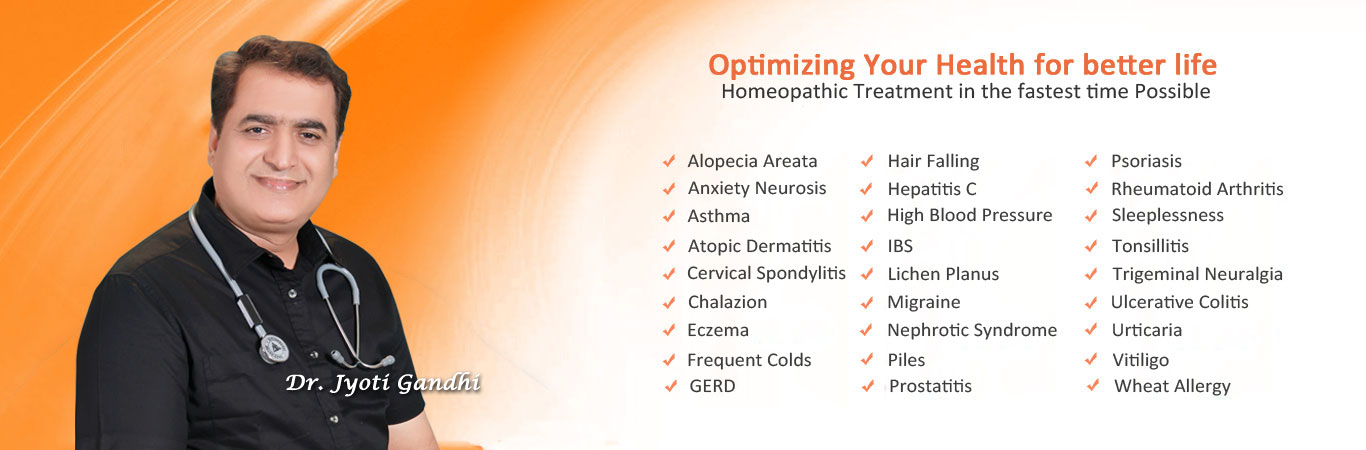 Optimizing Your Health for better life
Homeopathic Treatment in the fastest time Possible
Alopecia Areata
Anxiety Neurosis
Asthma
Atopic Dermatitis
Cervical Spondylitis
Chalazion
Eczema
Frequent Colds
GERD
Hair Falling
Hepatitis C
High Blood Pressure
IBS
Lichen Planus
Migraine
Nephrotic Syndrome
Piles
Prostatitis
Psoriasis
Rheumatoid Arthritis
Sleeplessness
Tonsillitis
Trigeminal Neuralgia
Ulcerative Colitis
Urticaria
Vitiligo
Wheat Allergy
Dr. Jyoti Gandhi